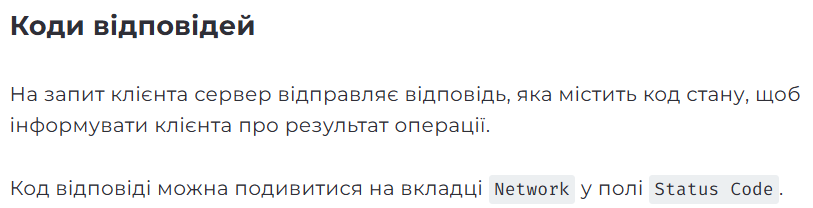 Коди відповідей
На запит клієнта сервер відправляє відповідь, яка містить код стану, щоб
інформувати клієнта про результат операції.
Код відповіді можна подивитися на вкладці Network у полі Status Code.